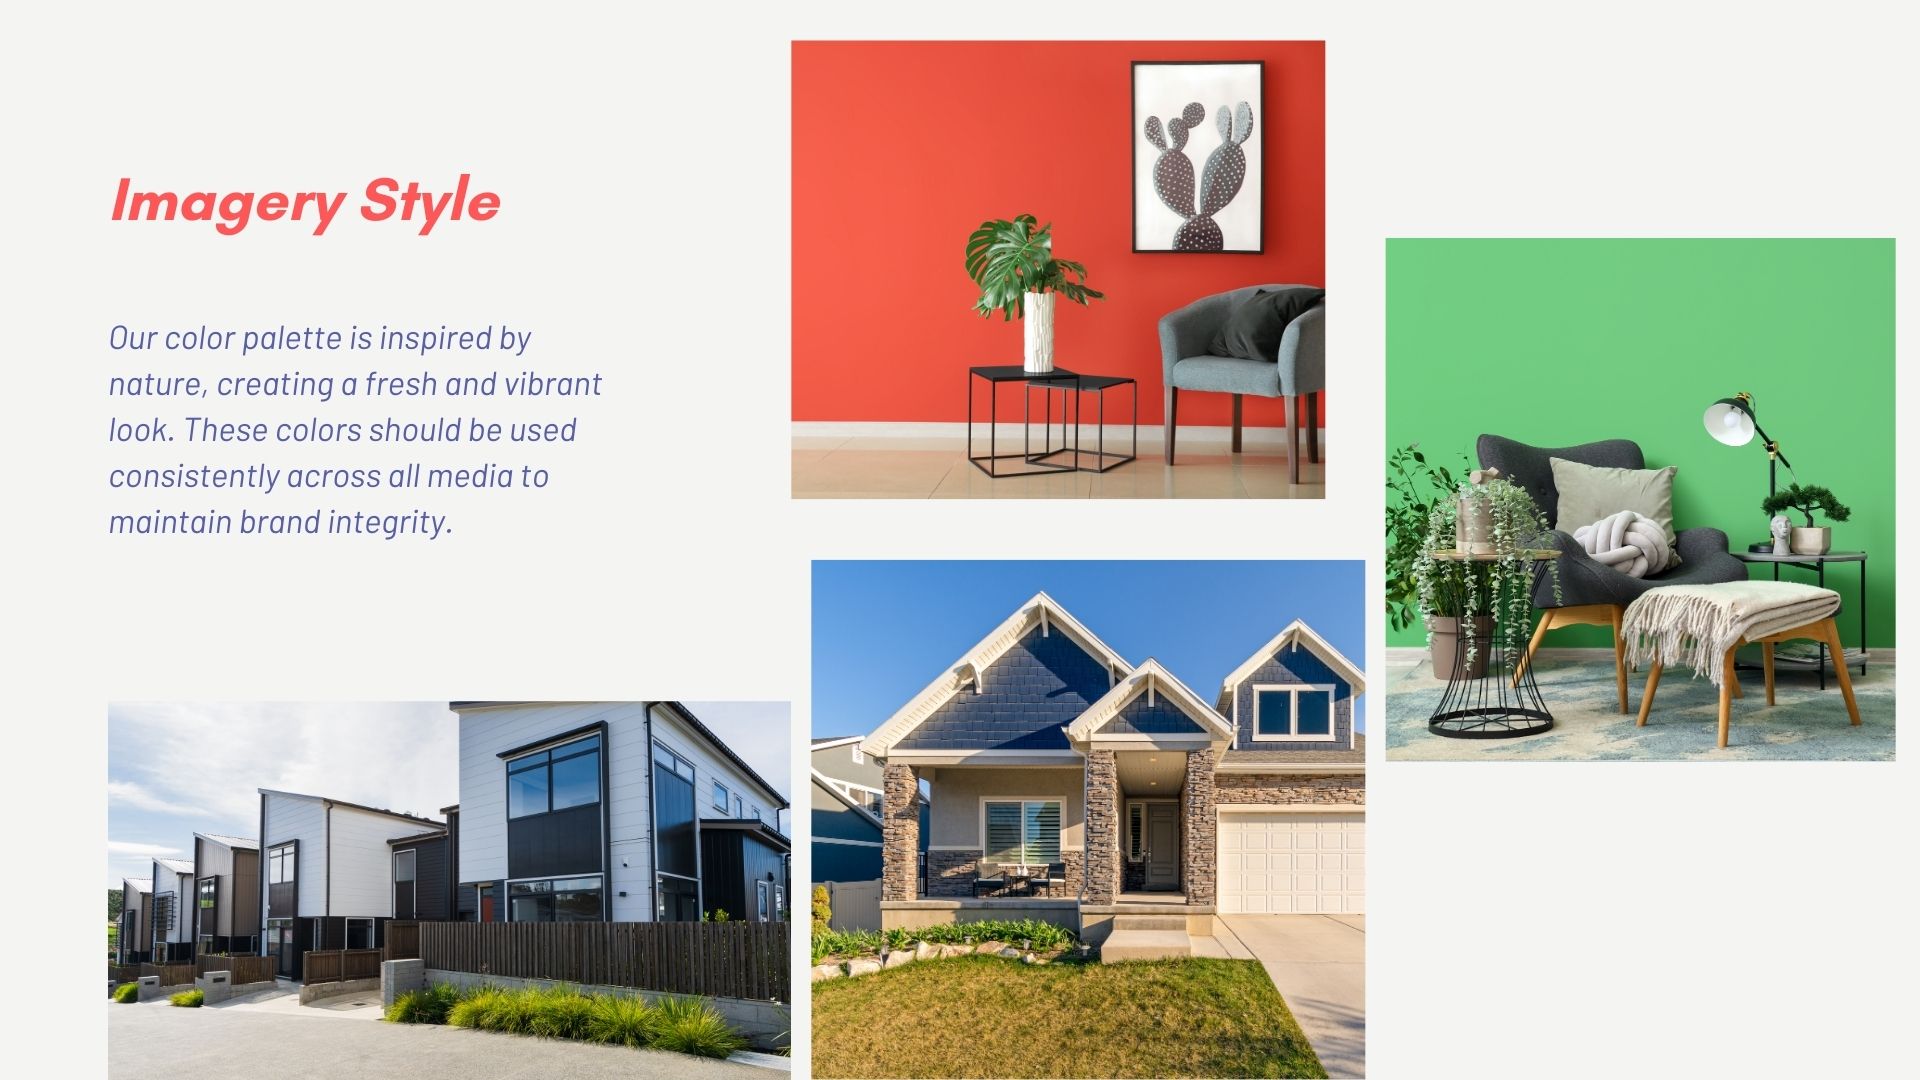 Imagery Style
Our color palette is inspired by
nature, creating a fresh and vibrant
look. These colors should be used
consistently across all media to
maintain brand integrity.